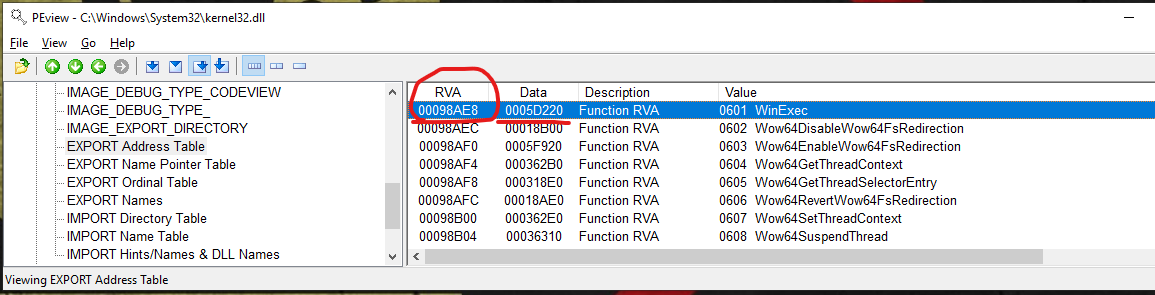 PEview - C:\Windows\System32\kernel32.dll
File View Go Help
IMAGE_DEBUG_TYPE_CODEVIEW
IMAGE_DEBUG_TYPE_
IMAGE_EXPORT_DIRECTORY
EXPORT Address Table
EXPORT Name Pointer Table
EXPORT Ordinal Table
EXPORT Names
IMPORT Directory Table
IMPORT Name Table
IMPORT Hints/Names & DLL Names
RVA Data Description Value
00098AE8 0005D220 Function RVA 0601 WinExec
00098AEC 00018B00 Function RVA 0602 Wow64DisableWow64FsRedirection
00098AF0 0005F920 Function RVA 0603 Wow64EnableWow64FsRedirection
00098AF4 000362B0 Function RVA 0604 Wow64GetThreadContext
00098AF8 000318E0 Function RVA 0605 Wow64GetThreadSelectorEntry
00098AFC 00018AE0 Function RVA 0606 Wow64RevertWow64FsRedirection
00098B00 000362E0 Function RVA 0607 Wow64SetThreadContext
00098B04 00036310 Function RVA 0608 Wow64SuspendThread
Viewing EXPORT Address Table